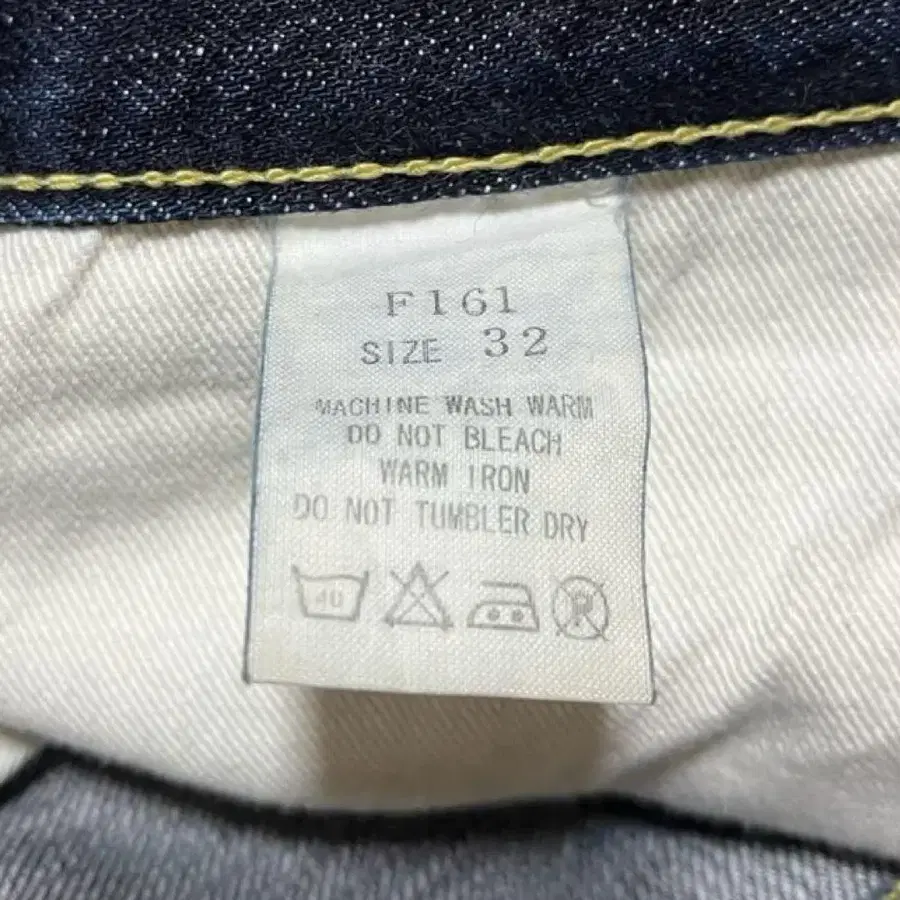 F161
SIZE 32
MACHINE WASH WARM
DO NOT BLEACH
WARM IRON
DO NOT TUMBLER DRY
40 R